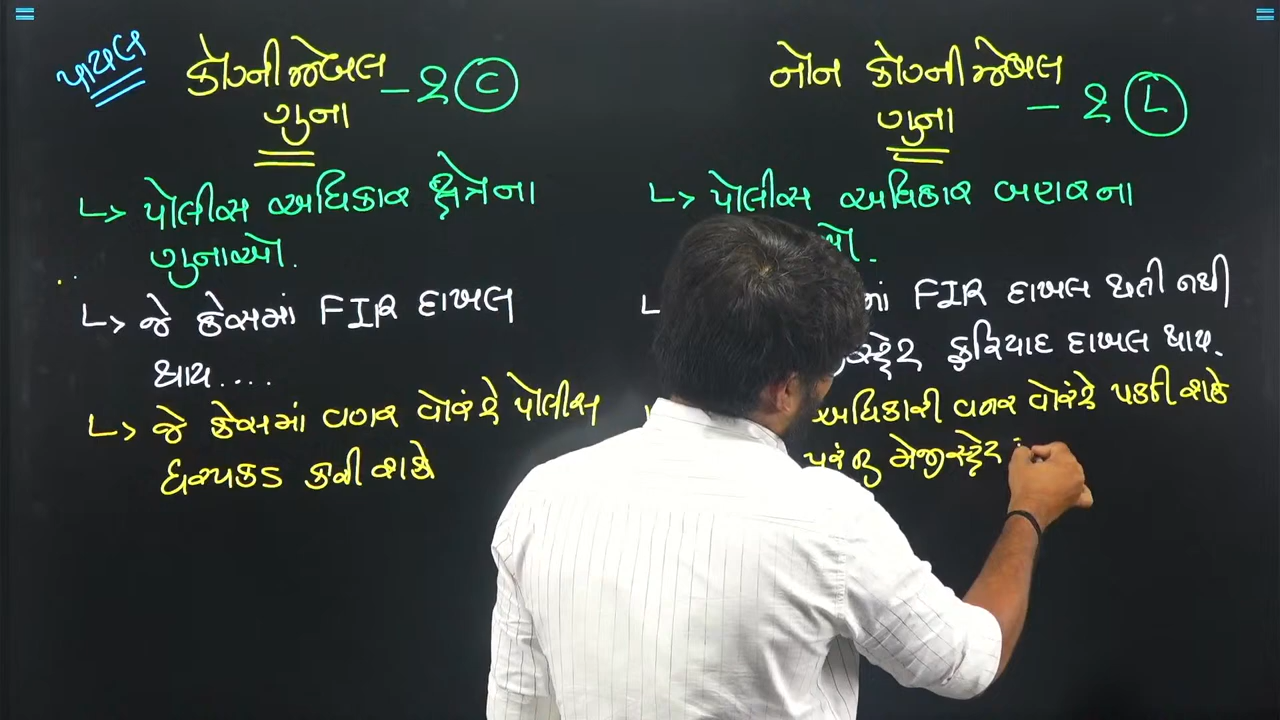 પાયલ
કોગ્નીજેબલ - ૨ (C)
ગુના
↳ પોલીસ અધિકાર ક્ષેત્રના
ગુનાઓ.
↳ જે કેસમાં FIR દાખલ
થાય....
↳ જે કેસમાં વગર વોરંટે પોલીસ
ધરપકડ કરી શકે
નોન કોગ્નીજેબલ - ૨ (L)
ગુના
↳ પોલીસ અધિકાર બહારના
ઓ.
માં FIR દાખલ થતી નથી
ફરિયાદ દાખલ થાય.
અધિકારી વગર વોરંટે પકડી શકે
પરંતુ મેજીસ્ટ્રેટ